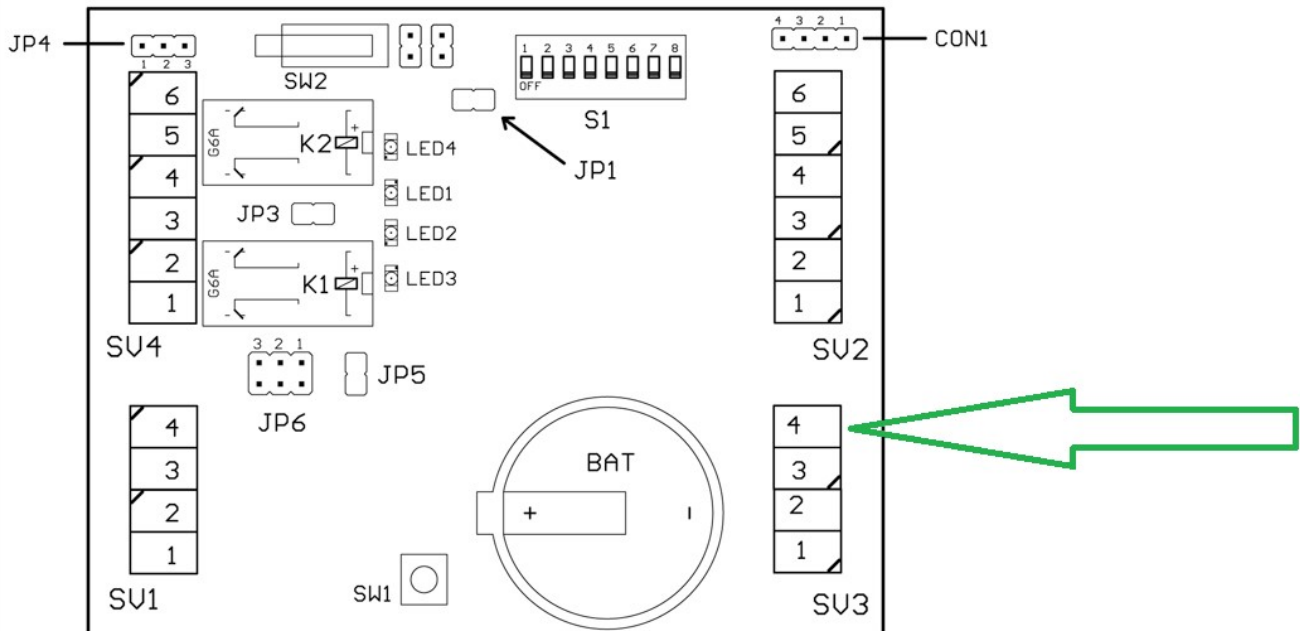 4 3 2 1
JP4
CON1
1 2 3
SW2
1 2 3 4 5 6 7 8
OFF
S1
JP1
6
5
4
3
2
1
SV4
G6A
K2
+
LED4
LED1
JP3
LED2
G6A
K1
+
LED3
6
5
4
3
2
1
SV2
3 2 1
JP6
JP5
4
3
2
1
SV1
BAT
+ -
SW1
4
3
2
1
SV3